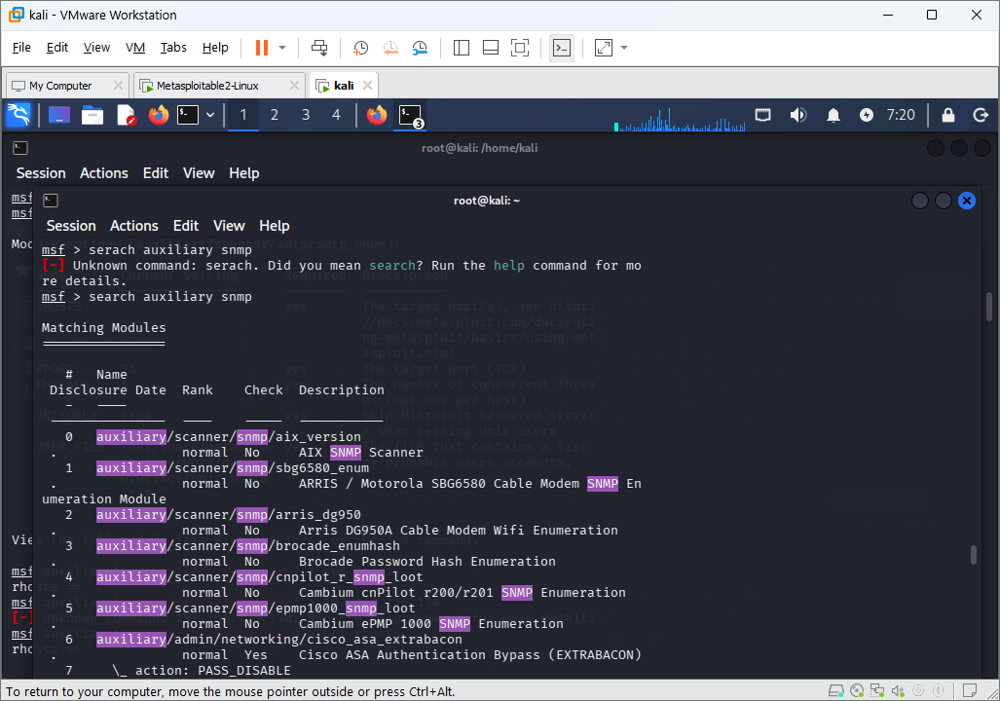 kali - VMware Workstation
File Edit View VM Tabs Help
My Computer Metasploitable2-Linux kali
1 2 3 4 3 7:20
root@kali: /home/kali
Session Actions Edit View Help
msf
msf
root@kali: ~
Session Actions Edit View Help
msf > serach auxiliary snmp
[-] Unknown command: serach. Did you mean search? Run the help command for mo
re details.
msf > search auxiliary snmp
Matching Modules
================
# Name
Disclosure Date Rank Check Description
- ----
--------------- ---- ----- -----------
0 auxiliary/scanner/snmp/aix_version
. normal No AIX SNMP Scanner
1 auxiliary/scanner/snmp/sbg6580_enum
. normal No ARRIS / Motorola SBG6580 Cable Modem SNMP En
umeration Module
2 auxiliary/scanner/snmp/arris_dg950
. normal No Arris DG950A Cable Modem Wifi Enumeration
3 auxiliary/scanner/snmp/brocade_enumhash
. normal No Brocade Password Hash Enumeration
4 auxiliary/scanner/snmp/cnpilot_r_snmp_loot
. normal No Cambium cnPilot r200/r201 SNMP Enumeration
5 auxiliary/scanner/snmp/epmp1000_snmp_loot
. normal No Cambium ePMP 1000 SNMP Enumeration
6 auxiliary/admin/networking/cisco_asa_extrabacon
. normal Yes Cisco ASA Authentication Bypass (EXTRABACON)
7 \_ action: PASS_DISABLE
msf
rhosts
msf
[-]
msf
To return to your computer, move the mouse pointer outside or press Ctrl+Alt.